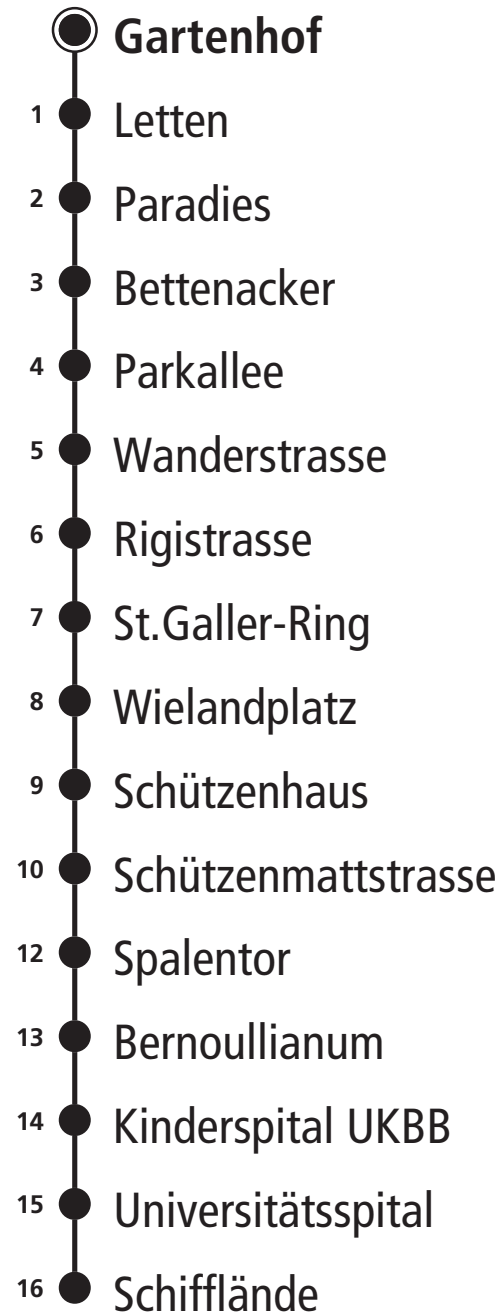 Gartenhof
1 Letten
2 Paradies
3 Bettenacker
4 Parkallee
5 Wanderstrasse
6 Rigistrasse
7 St.Galler-Ring
8 Wielandplatz
9 Schützenhaus
10 Schützenmattstrasse
12 Spalentor
13 Bernoullianum
14 Kinderspital UKBB
15 Universitätsspital
16 Schifflände